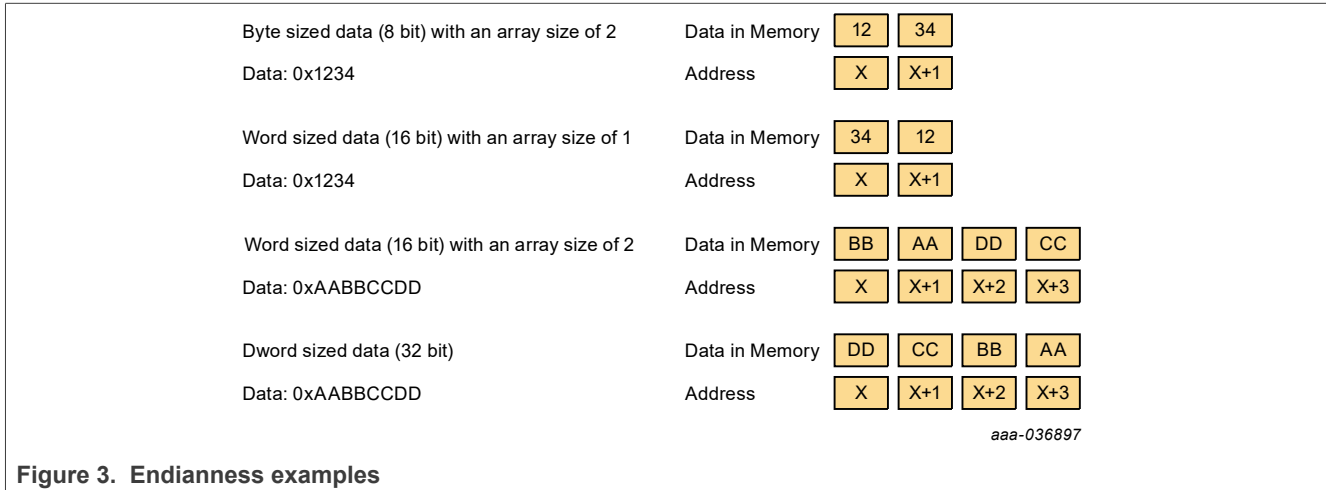 Byte sized data (8 bit) with an array size of 2 Data in Memory 12 34
Data: 0x1234 Address X X+1
Word sized data (16 bit) with an array size of 1 Data in Memory 34 12
Data: 0x1234 Address X X+1
Word sized data (16 bit) with an array size of 2 Data in Memory BB AA DD CC
Data: 0xAABBCCDD Address X X+1 X+2 X+3
Dword sized data (32 bit) Data in Memory DD CC BB AA
Data: 0xAABBCCDD Address X X+1 X+2 X+3
aaa-036897
Figure 3. Endianness examples